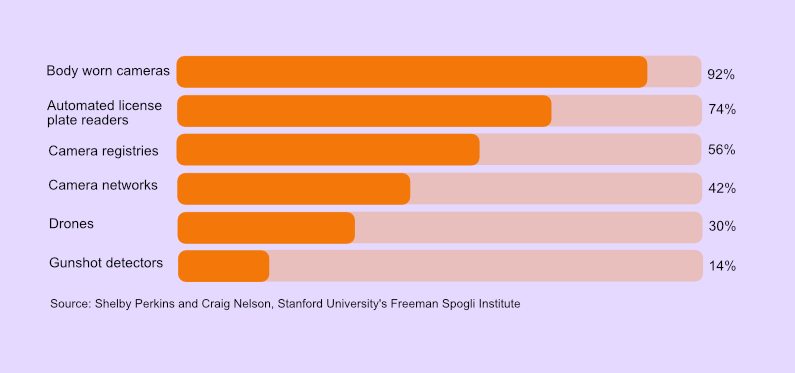 Body worn cameras
92%
Automated license
plate readers
74%
Camera registries
56%
Camera networks
42%
Drones
30%
Gunshot detectors
14%
Source: Shelby Perkins and Craig Nelson, Stanford University's Freeman Spogli Institute